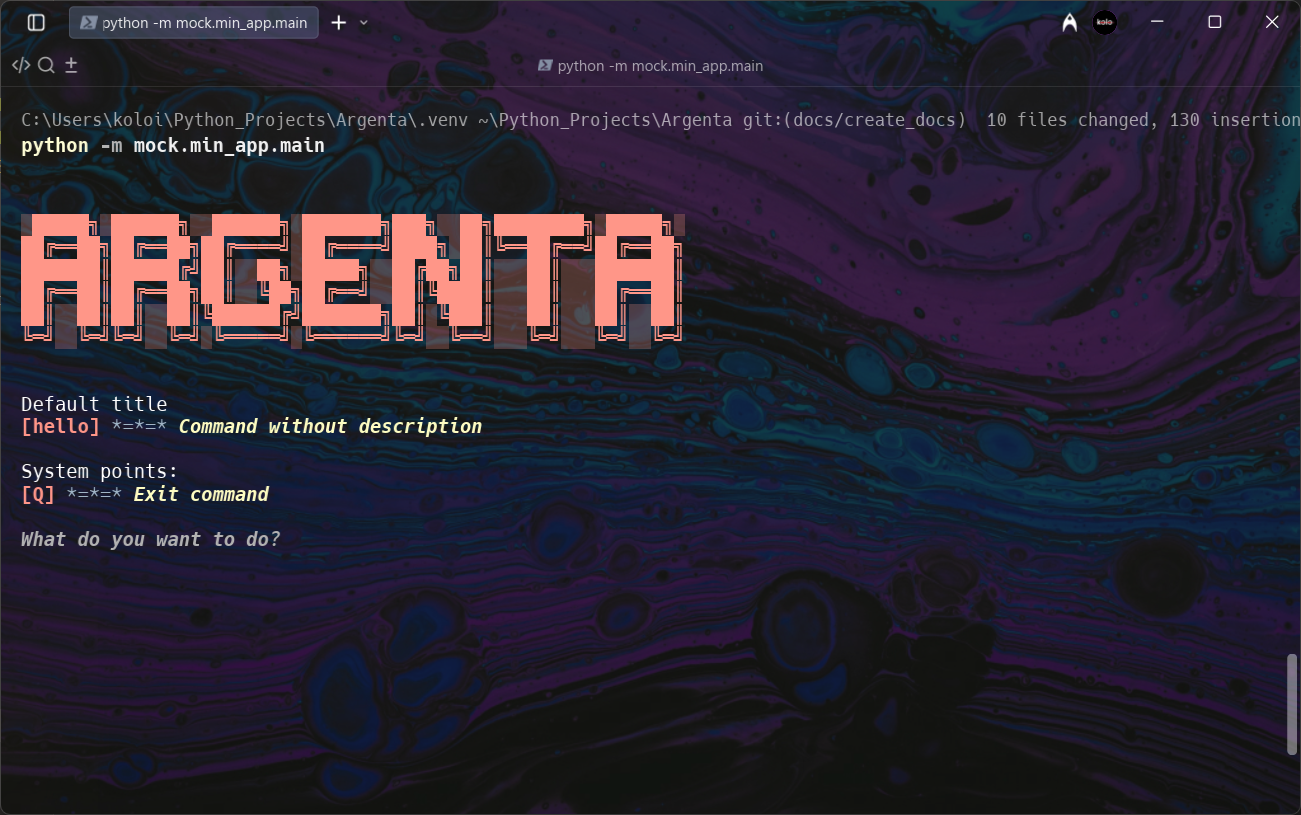 python -m mock.min_app.main
kolo
python -m mock.min_app.main
C:\Users\koloi\Python_Projects\Argenta\.venv ~\Python_Projects\Argenta git:(docs/create_docs)  10 files changed, 130 insertion
python -m mock.min_app.main
ARGENTA
Default title
[hello] *=*=* Command without description
System points:
[Q] *=*=* Exit command
What do you want to do?